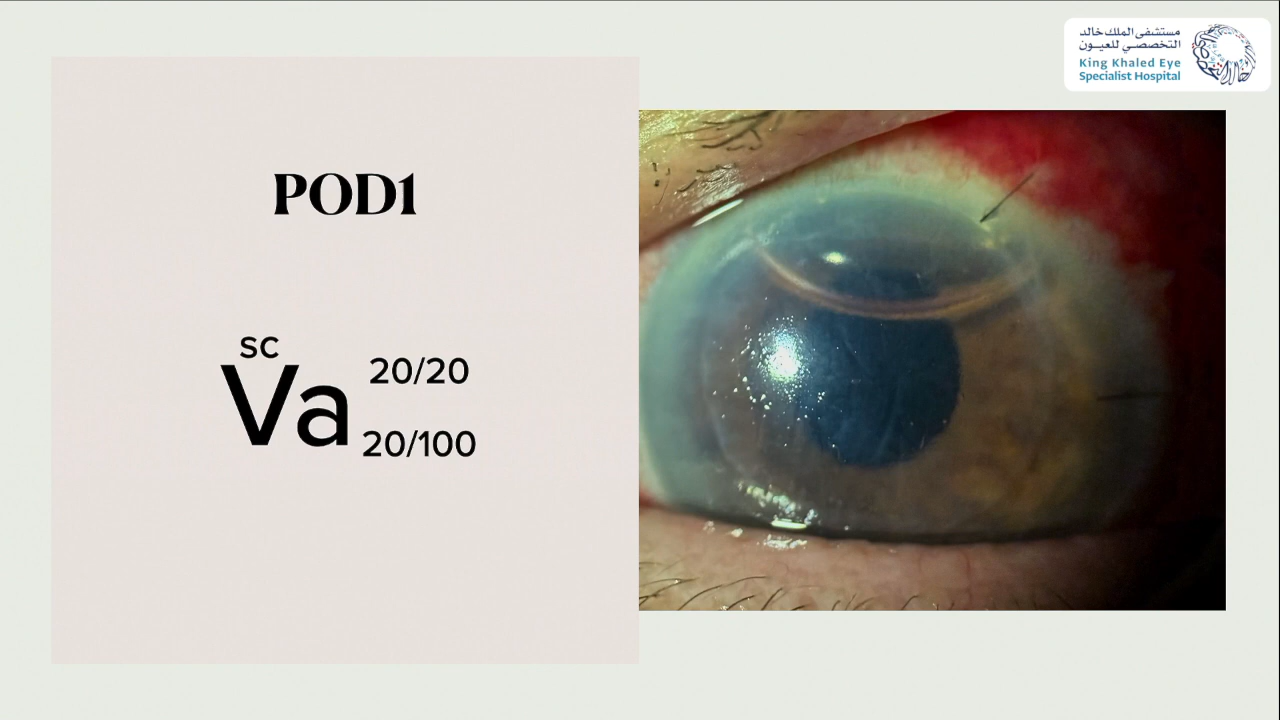 مستشفى الملك خالد
التخصصي للعيون
King Khaled Eye
Specialist Hospital
POD1
sc
Va
20/20
20/100